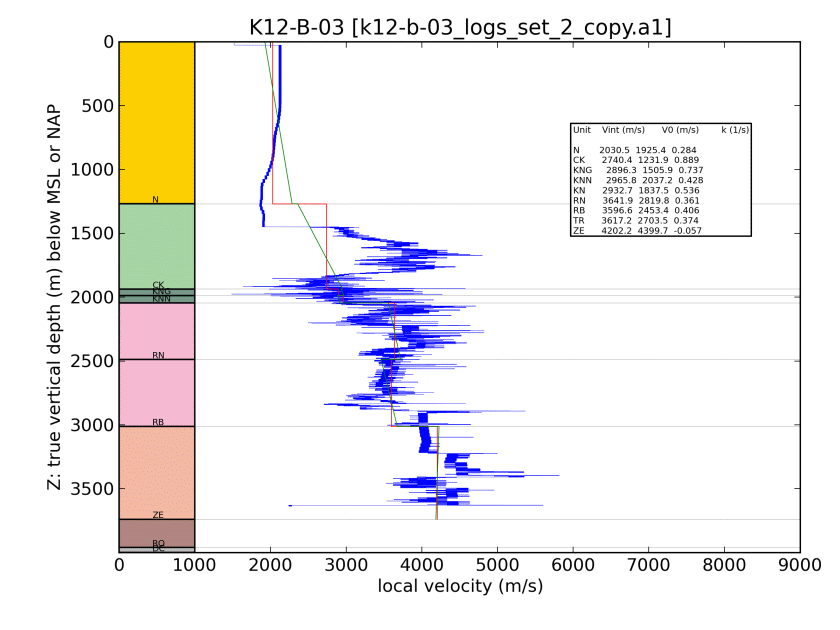 K12-B-03 [k12-b-03_logs_set_2_copy.a1]
Z: true vertical depth (m) below MSL or NAP
0
500
1000
1500
2000
2500
3000
3500
N
CK
KNG
KNN
RN
RB
ZE
RO
DC
Unit Vint (m/s) V0 (m/s) k (1/s)
N 2030.5 1925.4 0.284
CK 2740.4 1231.9 0.889
KNG 2896.3 1505.9 0.737
KNN 2965.8 2037.2 0.428
KN 2932.7 1837.5 0.536
RN 3641.9 2819.8 0.361
RB 3596.6 2453.4 0.406
TR 3617.2 2703.5 0.374
ZE 4202.2 4399.7 -0.057
0 1000 2000 3000 4000 5000 6000 7000 8000 9000
local velocity (m/s)